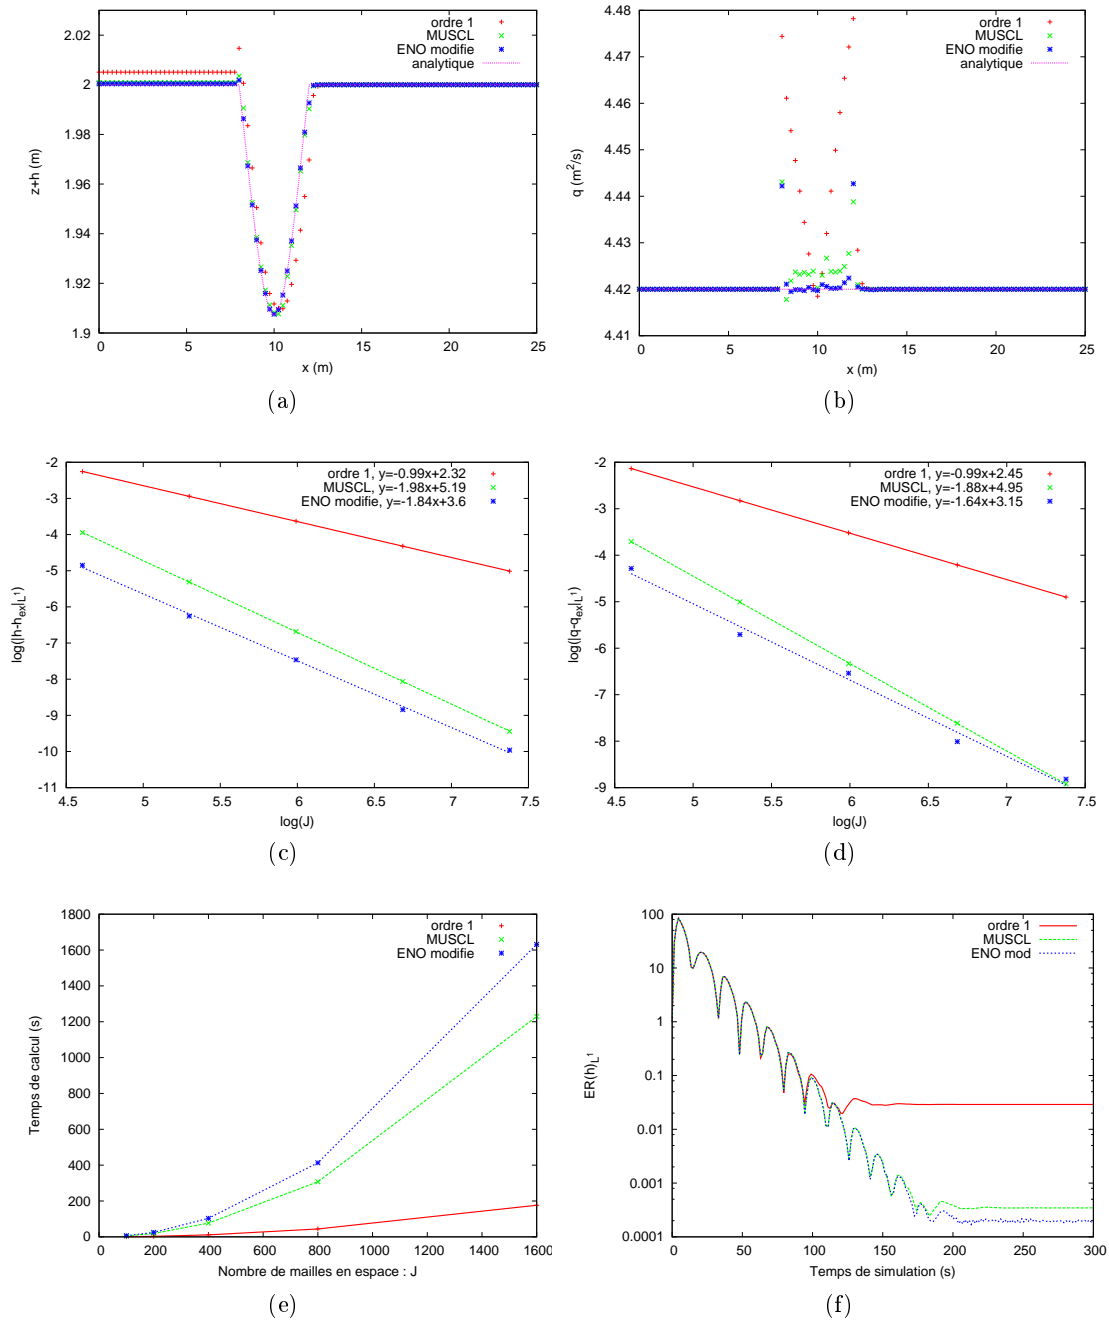 ordre 1
MUSCL
ENO modifie
analytique
2.02
2
1.98
1.96
1.94
1.92
1.9
z+h (m)
0 5 10 15 20 25
x (m)
(a)
ordre 1
MUSCL
ENO modifie
analytique
4.48
4.47
4.46
4.45
4.44
4.43
4.42
4.41
q (m²/s)
0 5 10 15 20 25
x (m)
(b)
ordre 1, y=-0.99x+2.32
MUSCL, y=-1.98x+5.19
ENO modifie, y=-1.84x+3.6
-2
-3
-4
-5
-6
-7
-8
-9
-10
-11
log(|h-hex|L¹)
4.5 5 5.5 6 6.5 7 7.5
log(J)
(c)
ordre 1, y=-0.99x+2.45
MUSCL, y=-1.88x+4.95
ENO modifie, y=-1.64x+3.15
-2
-3
-4
-5
-6
-7
-8
-9
log(|q-qex|L¹)
4.5 5 5.5 6 6.5 7 7.5
log(J)
(d)
ordre 1
MUSCL
ENO modifie
1800
1600
1400
1200
1000
800
600
400
200
0
Temps de calcul (s)
0 200 400 600 800 1000 1200 1400 1600
Nombre de mailles en espace : J
(e)
ordre 1
MUSCL
ENO mod
100
10
1
0.1
0.01
0.001
0.0001
ER(h)L¹
0 50 100 150 200 250 300
Temps de simulation (s)
(f)